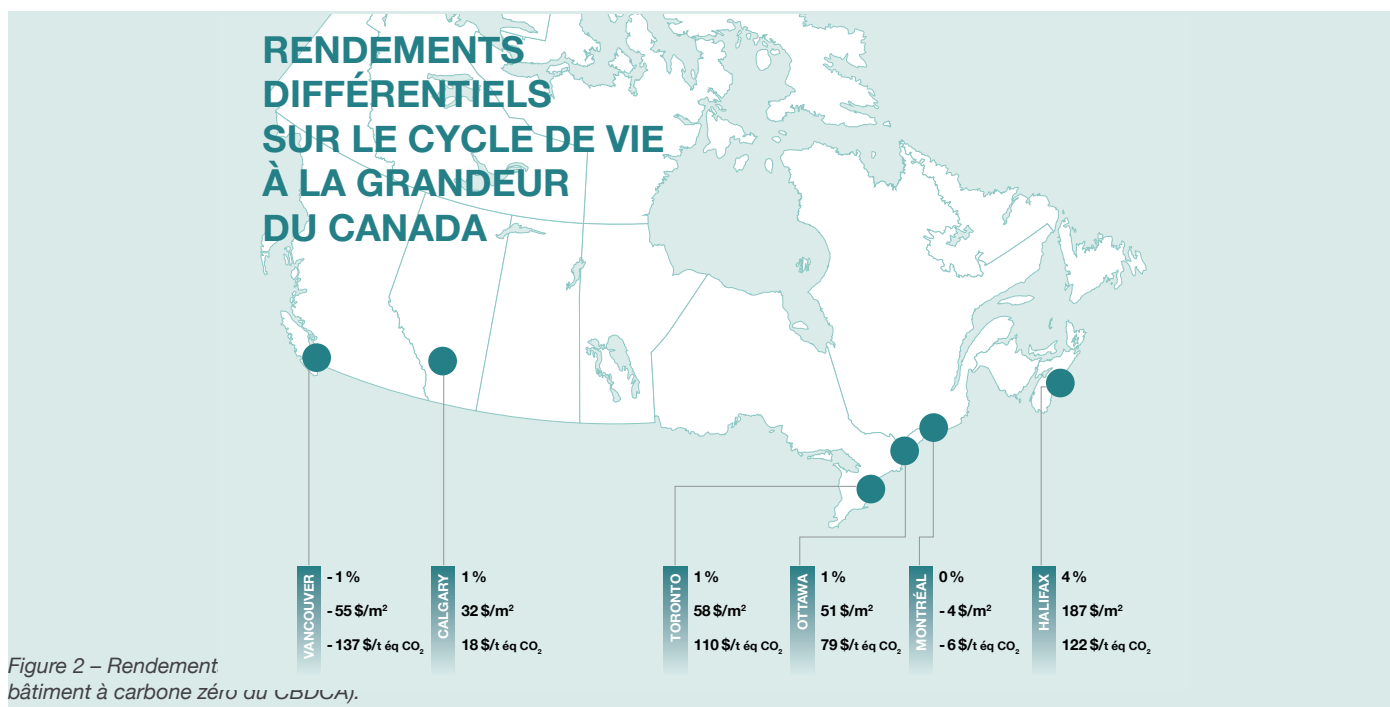 RENDEMENTS
DIFFÉRENTIELS
SUR LE CYCLE DE VIE
À LA GRANDEUR
DU CANADA
VANCOUVER
- 1 %
- 55 $/m²
- 137 $/t éq CO₂
CALGARY
1 %
32 $/m²
18 $/t éq CO₂
TORONTO
1 %
58 $/m²
110 $/t éq CO₂
OTTAWA
1 %
51 $/m²
79 $/t éq CO₂
MONTRÉAL
0 %
- 4 $/m²
- 6 $/t éq CO₂
HALIFAX
4 %
187 $/m²
122 $/t éq CO₂
Figure 2 – Rendement
bâtiment à carbone zéro du CBDCA).